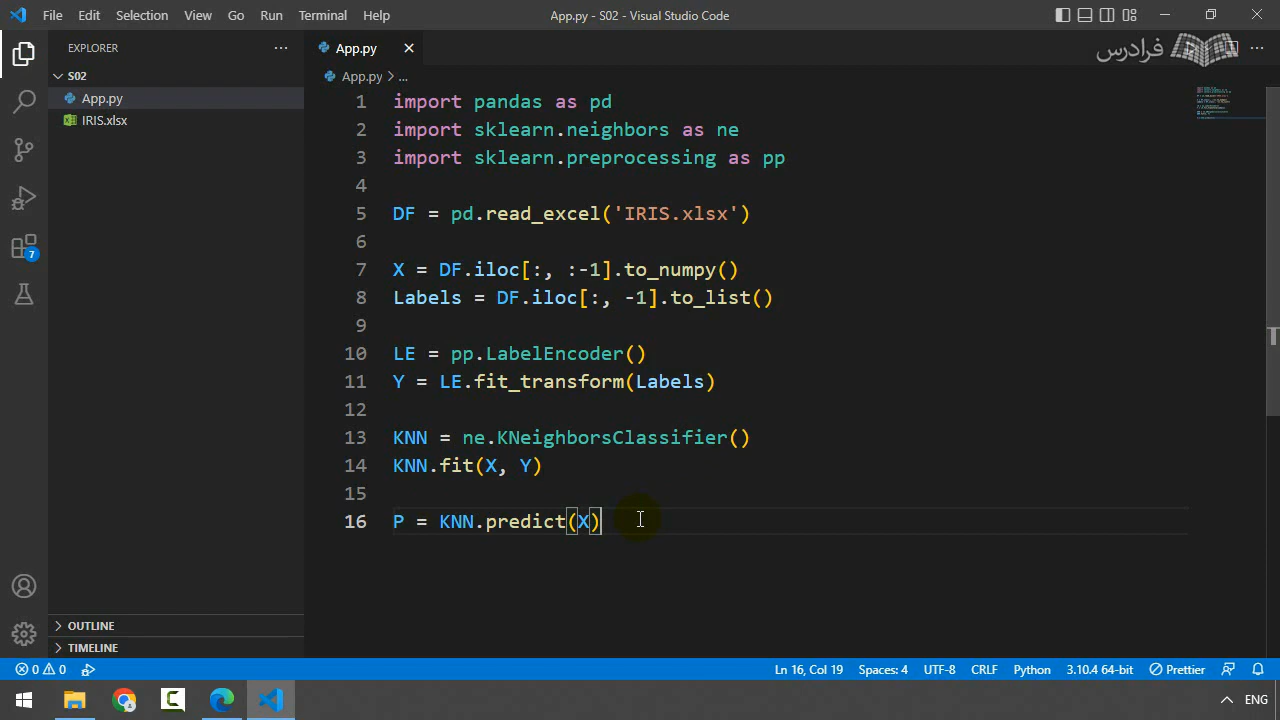 File Edit Selection View Go Run Terminal Help
App.py - S02 - Visual Studio Code
EXPLORER
S02
App.py
IRIS.xlsx
App.py
فرادرس
App.py > ...
1 import pandas as pd
2 import sklearn.neighbors as ne
3 import sklearn.preprocessing as pp
4
5 DF = pd.read_excel('IRIS.xlsx')
6
7 X = DF.iloc[:, :-1].to_numpy()
8 Labels = DF.iloc[:, -1].to_list()
9
10 LE = pp.LabelEncoder()
11 Y = LE.fit_transform(Labels)
12
13 KNN = ne.KNeighborsClassifier()
14 KNN.fit(X, Y)
15
16 P = KNN.predict(X)
7
OUTLINE
TIMELINE
0 0
Ln 16, Col 19 Spaces: 4 UTF-8 CRLF Python 3.10.4 64-bit Prettier
ENG